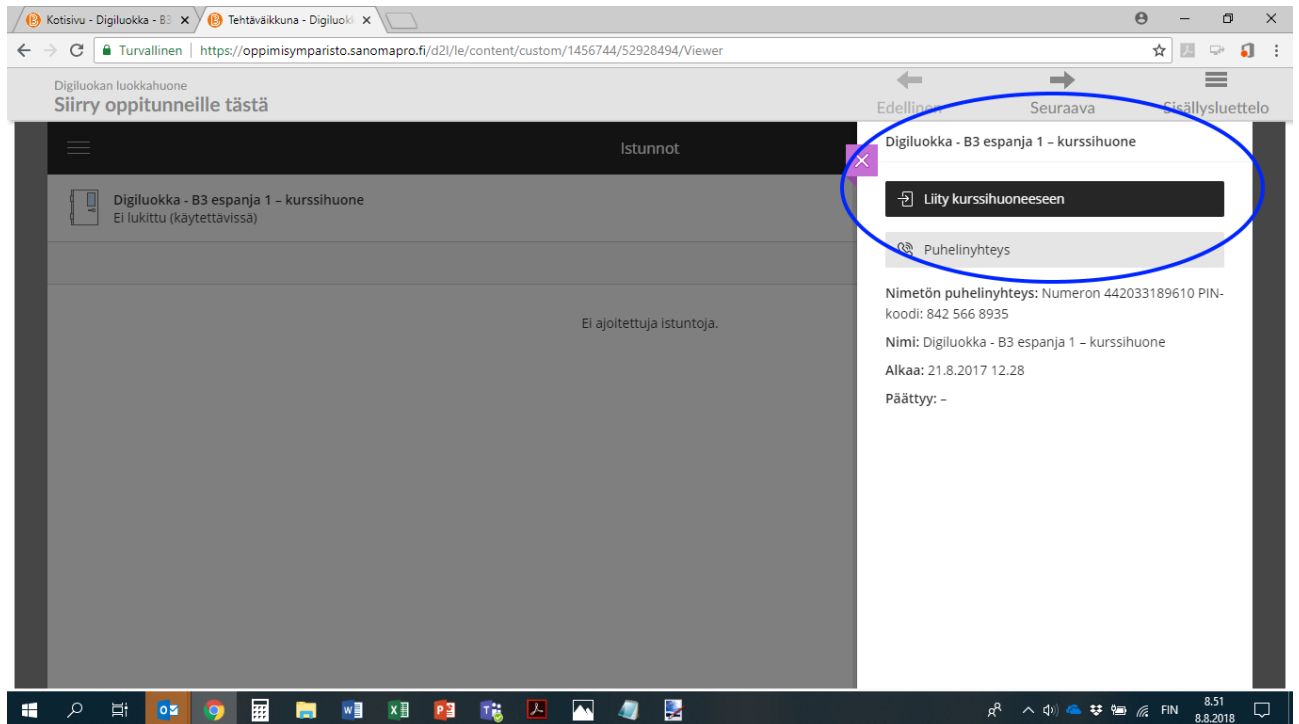 Kotisivu - Digiluokka - B3
Tehtäväikkuna - Digiluok
Turvallinen | https://oppimisymparisto.sanomapro.fi/d2l/le/content/custom/1456744/52928494/Viewer
Digiluokan luokkahuone
Siirry oppitunneille tästä
Edellinen
Seuraava
Sisällysluettelo
Istunnot
Digiluokka - B3 espanja 1 – kurssihuone
Ei lukittu (käytettävissä)
Ei ajoitettuja istuntoja.
Digiluokka - B3 espanja 1 – kurssihuone
Liity kurssihuoneeseen
Puhelinyhteys
Nimetön puhelinyhteys: Numeron 442033189610 PIN-
koodi: 842 566 8935
Nimi: Digiluokka - B3 espanja 1 – kurssihuone
Alkaa: 21.8.2017 12.28
Päättyy: –
FIN
8.51
8.8.2018